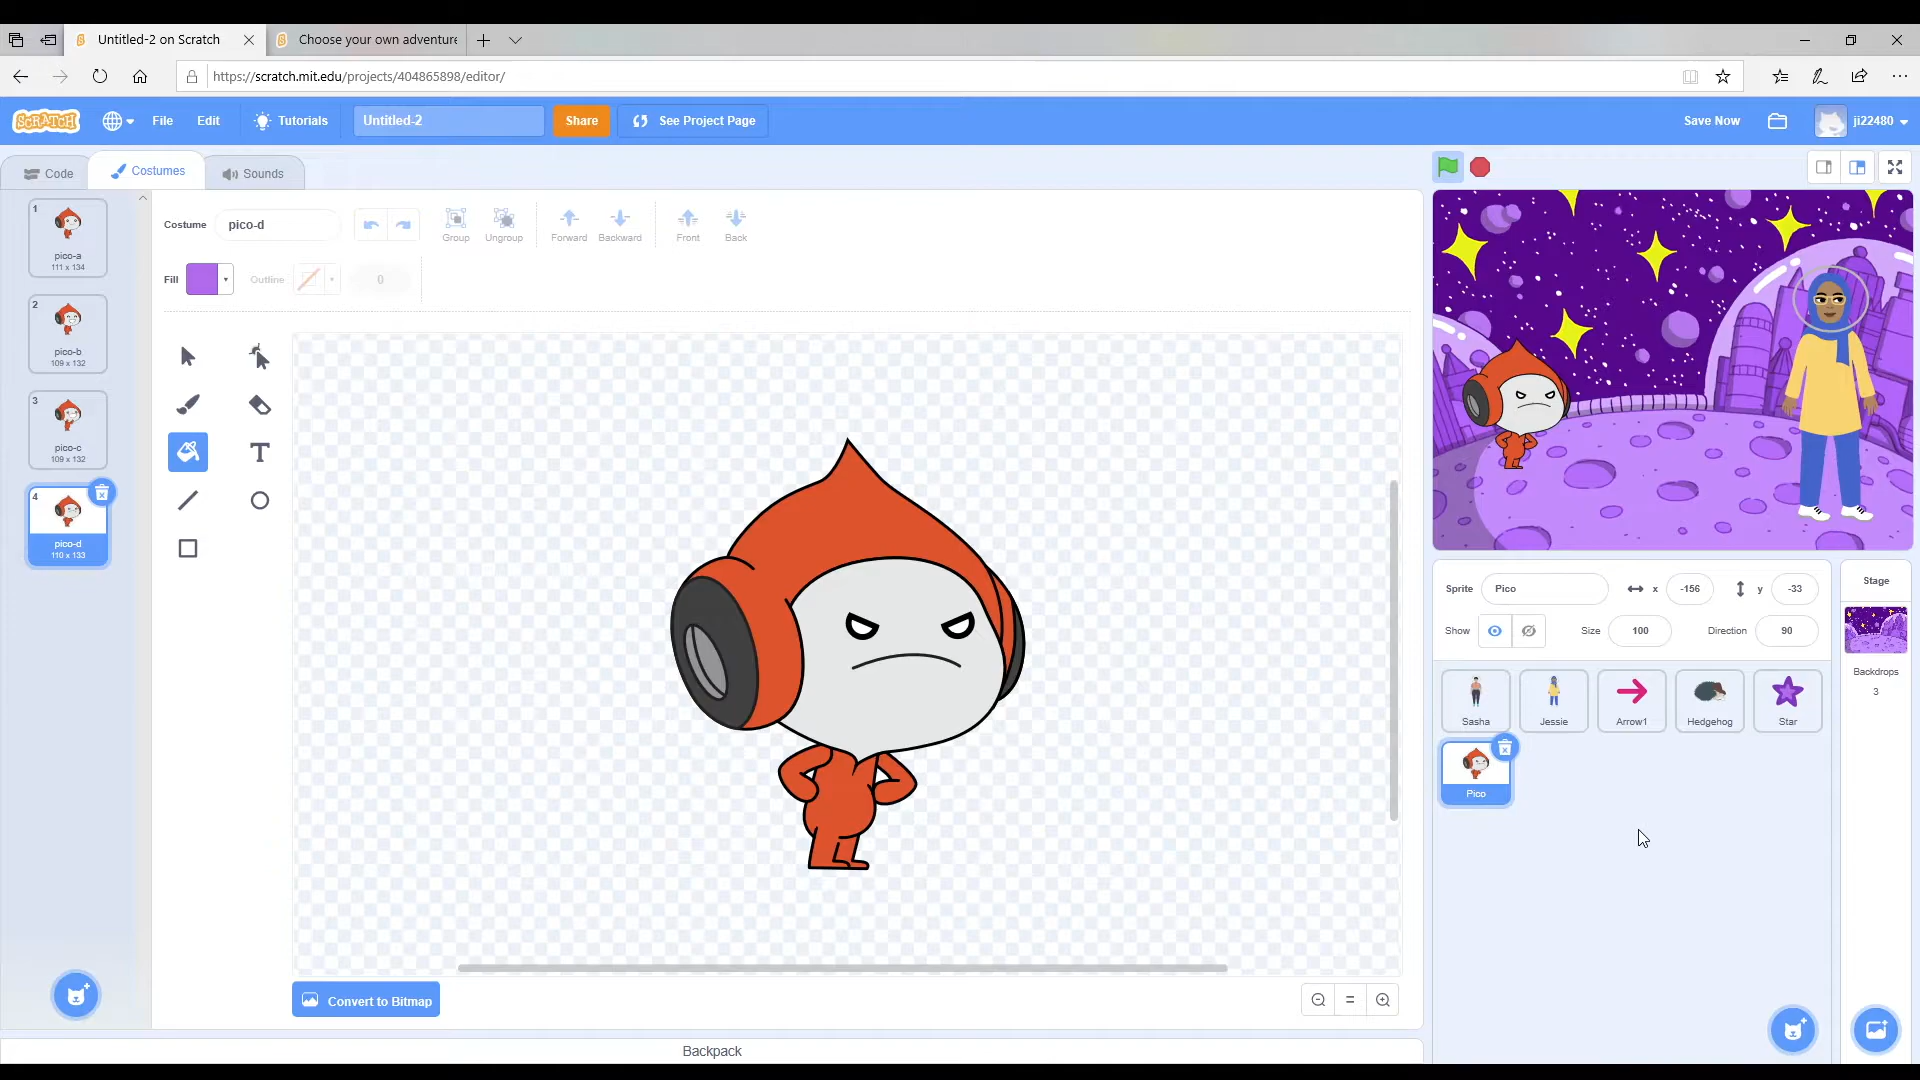 Untitled-2 on Scratch
Choose your own adventure
https://scratch.mit.edu/projects/404865898/editor/
SCRATCH
File
Edit
Tutorials
Untitled-2
Share
See Project Page
Save Now
ji22480
Code
Costumes
Sounds
Costume
pico-d
Group
Ungroup
Forward
Backward
Front
Back
Fill
Outline
0
1
pico-a
111 x 134
2
pico-b
109 x 132
3
pico-c
109 x 132
4
pico-d
110 x 133
T
Convert to Bitmap
Backpack
Sprite
Pico
x
-156
y
-33
Show
Size
100
Direction
90
Sasha
Jessie
Arrow1
Hedgehog
Star
Pico
Stage
Backdrops
3